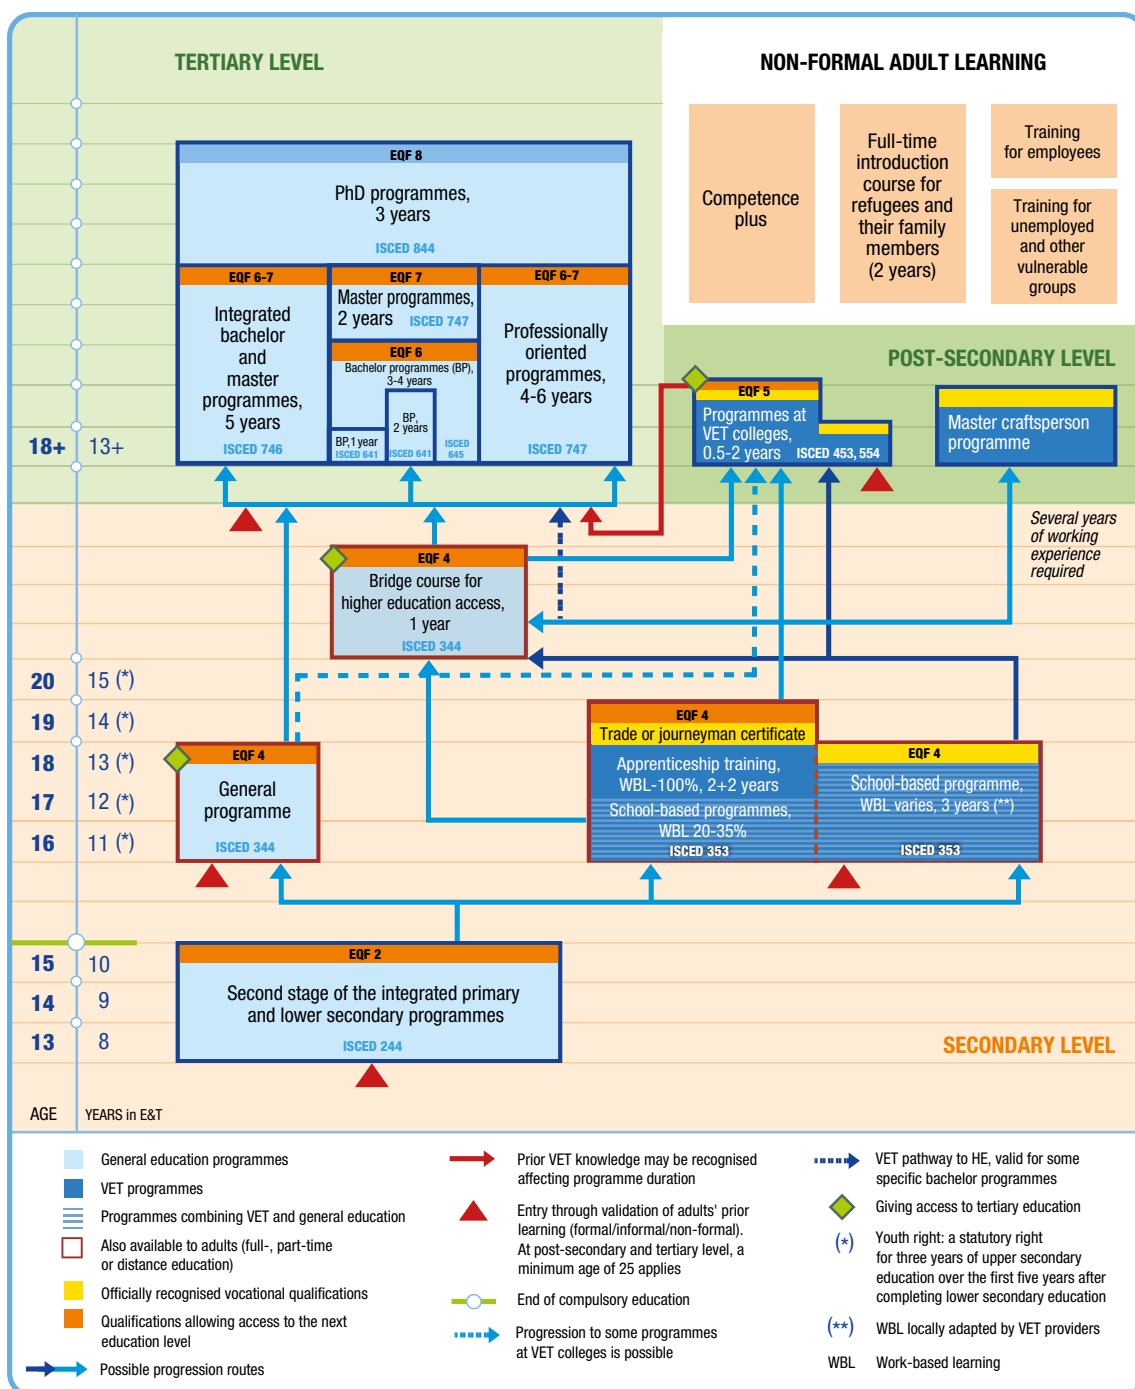 TERTIARY LEVEL
NON-FORMAL ADULT LEARNING
Competence
plus
Full-time
introduction
course for
refugees and
their family
members
(2 years)
Training
for employees
Training for
unemployed
and other
vulnerable
groups
EQF 8
PhD programmes,
3 years
ISCED 844
EQF 6-7
Integrated
bachelor
and
master
programmes,
5 years
ISCED 746
EQF 7
Master programmes,
2 years ISCED 747
EQF 6
Bachelor programmes (BP),
3-4 years
BP, 1 year
ISCED 641
BP,
2 years
ISCED 641
ISCED
645
EQF 6-7
Professionally
oriented
programmes,
4-6 years
ISCED 747
POST-SECONDARY LEVEL
EQF 5
Programmes at
VET colleges,
0.5-2 years ISCED 453, 554
Master craftsperson
programme
18+ 13+
Several years
of working
experience
required
EQF 4
Bridge course for
higher education access,
1 year
ISCED 344
20 15 (*)
19 14 (*)
18 13 (*)
17 12 (*)
16 11 (*)
EQF 4
General
programme
ISCED 344
EQF 4
Trade or journeyman certificate
Apprenticeship training,
WBL-100%, 2+2 years
School-based programmes,
WBL 20-35%
ISCED 353
EQF 4
School-based programme,
WBL varies, 3 years (**)
ISCED 353
15 10
14 9
13 8
EQF 2
Second stage of the integrated primary
and lower secondary programmes
ISCED 244
SECONDARY LEVEL
AGE YEARS in E&T
General education programmes
VET programmes
Programmes combining VET and general education
Also available to adults (full-, part-time
or distance education)
Officially recognised vocational qualifications
Qualifications allowing access to the next
education level
Possible progression routes
Prior VET knowledge may be recognised
affecting programme duration
Entry through validation of adults' prior
learning (formal/informal/non-formal).
At post-secondary and tertiary level, a
minimum age of 25 applies
End of compulsory education
Progression to some programmes
at VET colleges is possible
VET pathway to HE, valid for some
specific bachelor programmes
Giving access to tertiary education
(*) Youth right: a statutory right
for three years of upper secondary
education over the first five years after
completing lower secondary education
(**) WBL locally adapted by VET providers
WBL Work-based learning